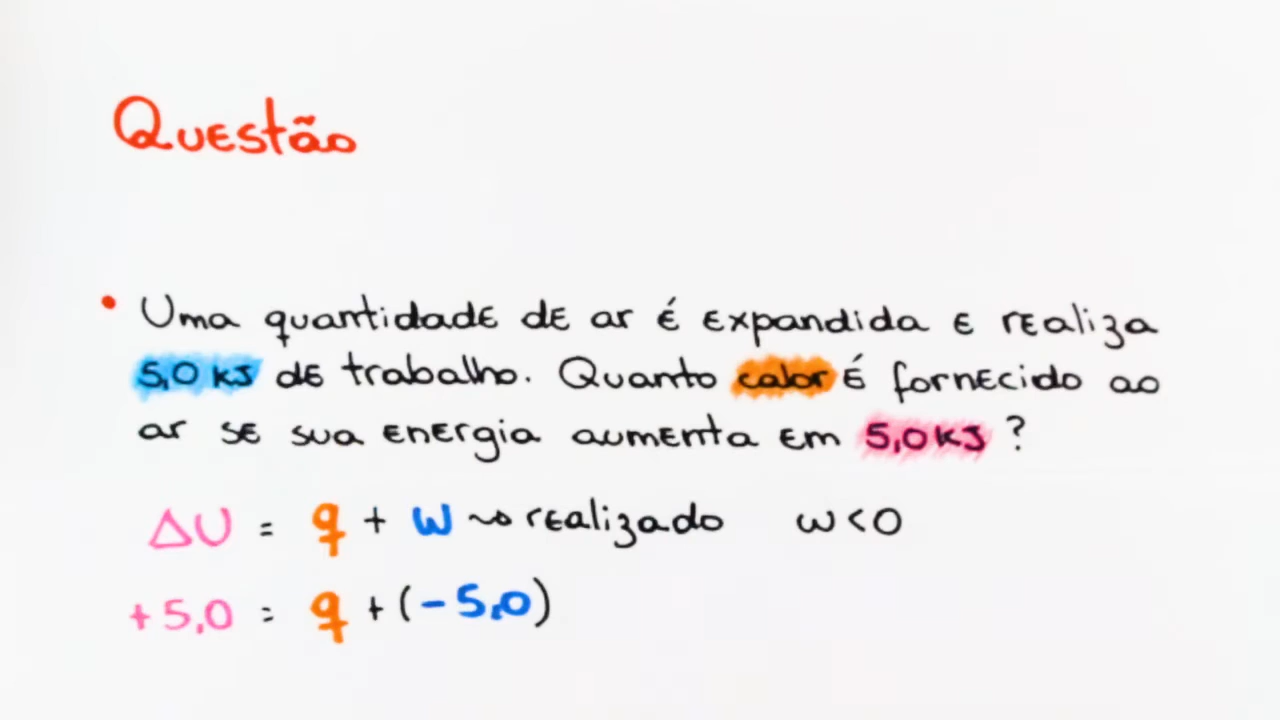 Questão
• Uma quantidade de ar é expandida e realiza
5,0 kJ de trabalho. Quanto calor é fornecido ao
ar se sua energia aumenta em 5,0 kJ ?
ΔU = q + w ⤳ realizado w < 0
+ 5,0 = q + (- 5,0)